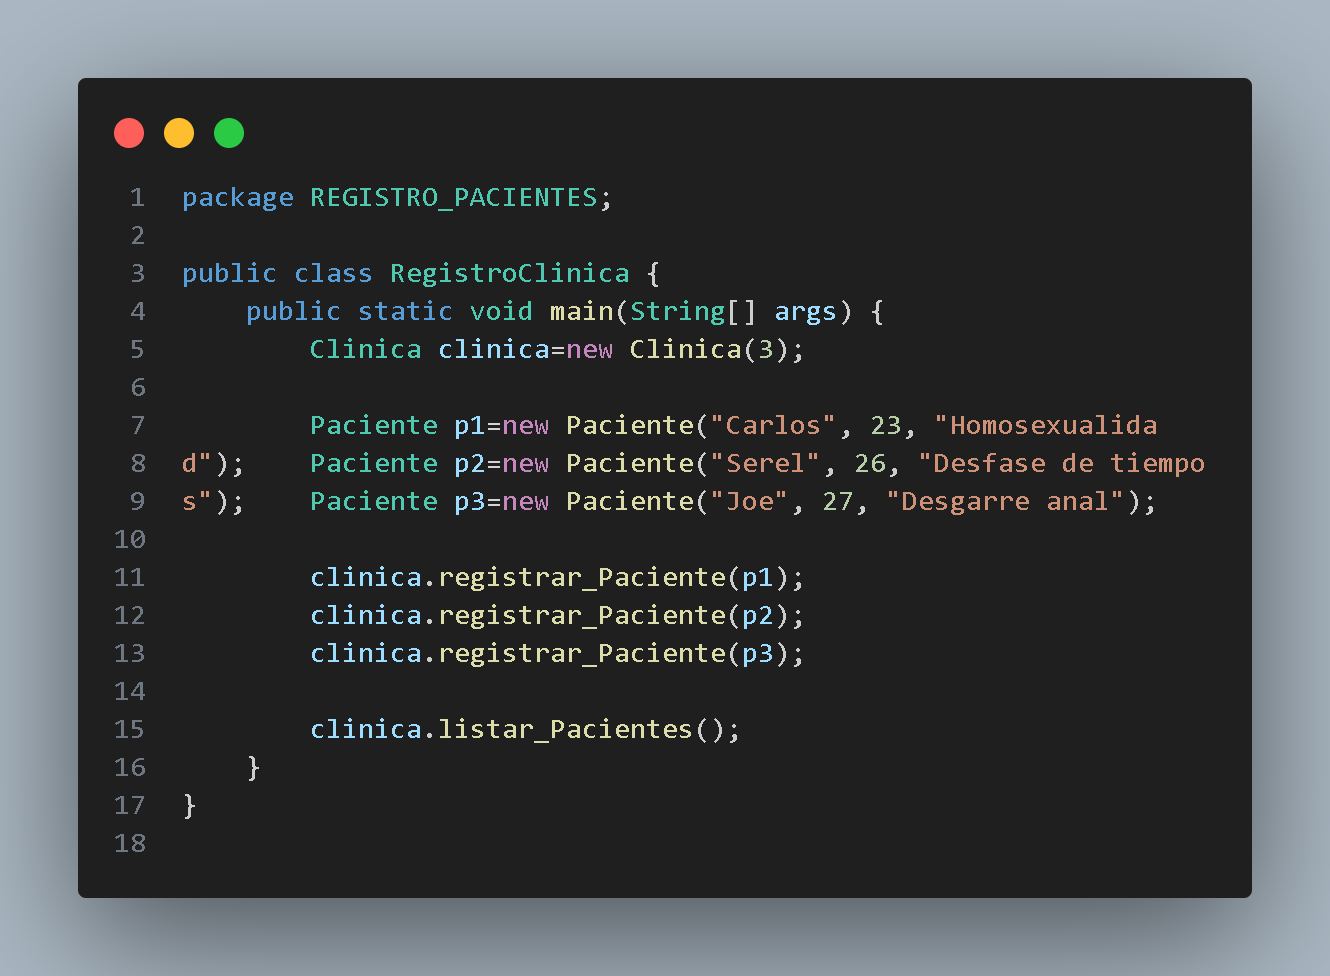 1 package REGISTRO_PACIENTES;
2
3 public class RegistroClinica {
4     public static void main(String[] args) {
5         Clinica clinica=new Clinica(3);
6
7         Paciente p1=new Paciente("Carlos", 23, "Homosexualida
8 d");    Paciente p2=new Paciente("Serel", 26, "Desfase de tiempo
9 s");    Paciente p3=new Paciente("Joe", 27, "Desgarre anal");
10
11         clinica.registrar_Paciente(p1);
12         clinica.registrar_Paciente(p2);
13         clinica.registrar_Paciente(p3);
14
15         clinica.listar_Pacientes();
16     }
17 }
18